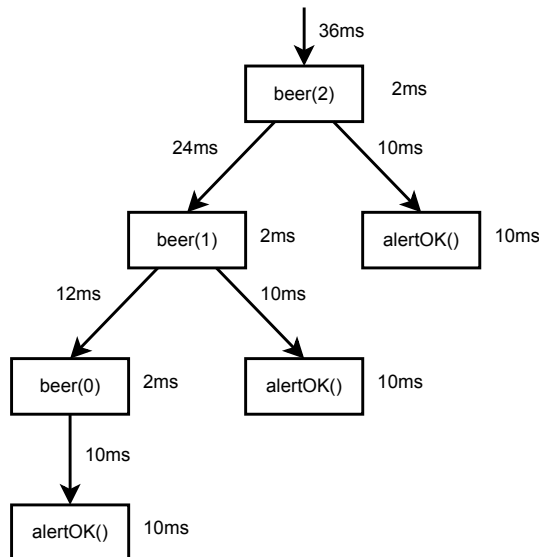 36ms
beer(2)
2ms
24ms
10ms
beer(1)
2ms
alertOK()
10ms
12ms
10ms
beer(0)
2ms
alertOK()
10ms
10ms
alertOK()
10ms